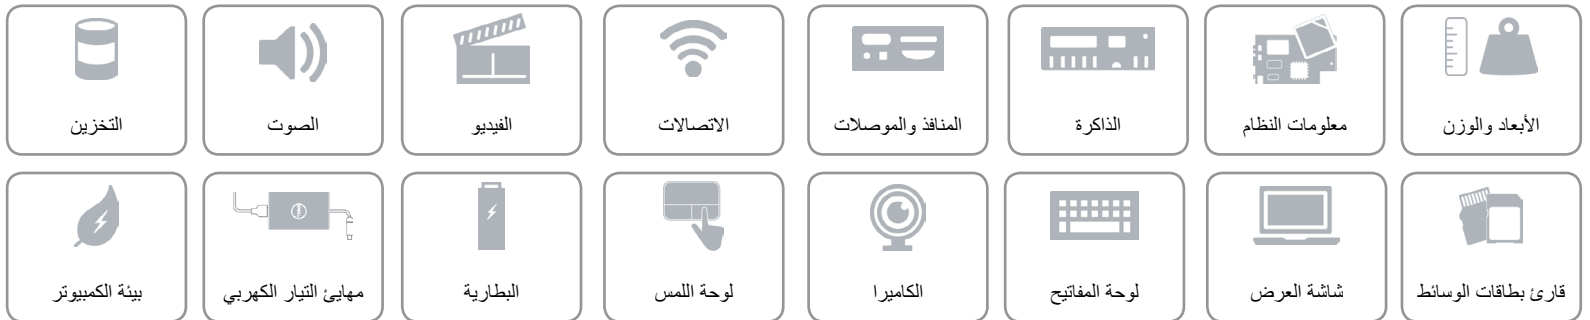 الأبعاد والوزن
معلومات النظام
الذاكرة
المنافذ والموصلات
الاتصالات
الفيديو
الصوت
التخزين
قارئ بطاقات الوسائط
شاشة العرض
لوحة المفاتيح
الكاميرا
لوحة اللمس
البطارية
مهايئ التيار الكهربي
بيئة الكمبيوتر